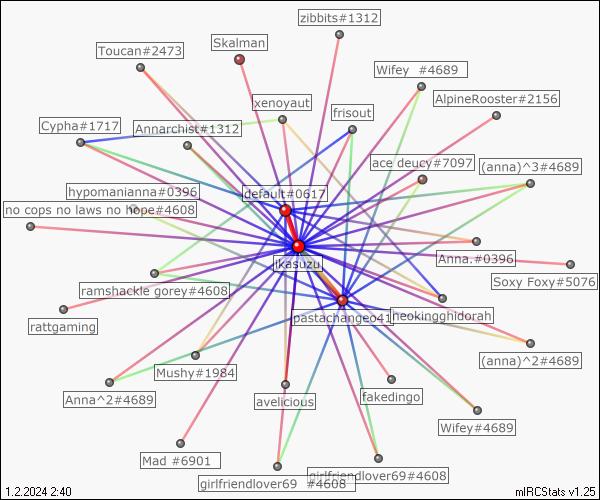 zibbits#1312
Skalman
Toucan#2473
Wifey  #4689
AlpineRooster#2156
xenoyaut
frisout
Cypha#1717
Annarchist#1312
ace deucy#7097
(anna)^3#4689
hypomanianna#0396
default#0617
no cops no laws no hope#4608
Anna.#0396
jkasuzu
Soxy Foxy#5076
ramshackle gorey#4608
pastachangeo41
neokingghidorah
rattgaming
(anna)^2#4689
Mushy#1984
Anna^2#4689
avelicious
fakedingo
Wifey#4689
Mad #6901
girlfriendlover69  #4608
girlfriendlover69#4608
1.2.2024 2:40
mIRCStats v1.25